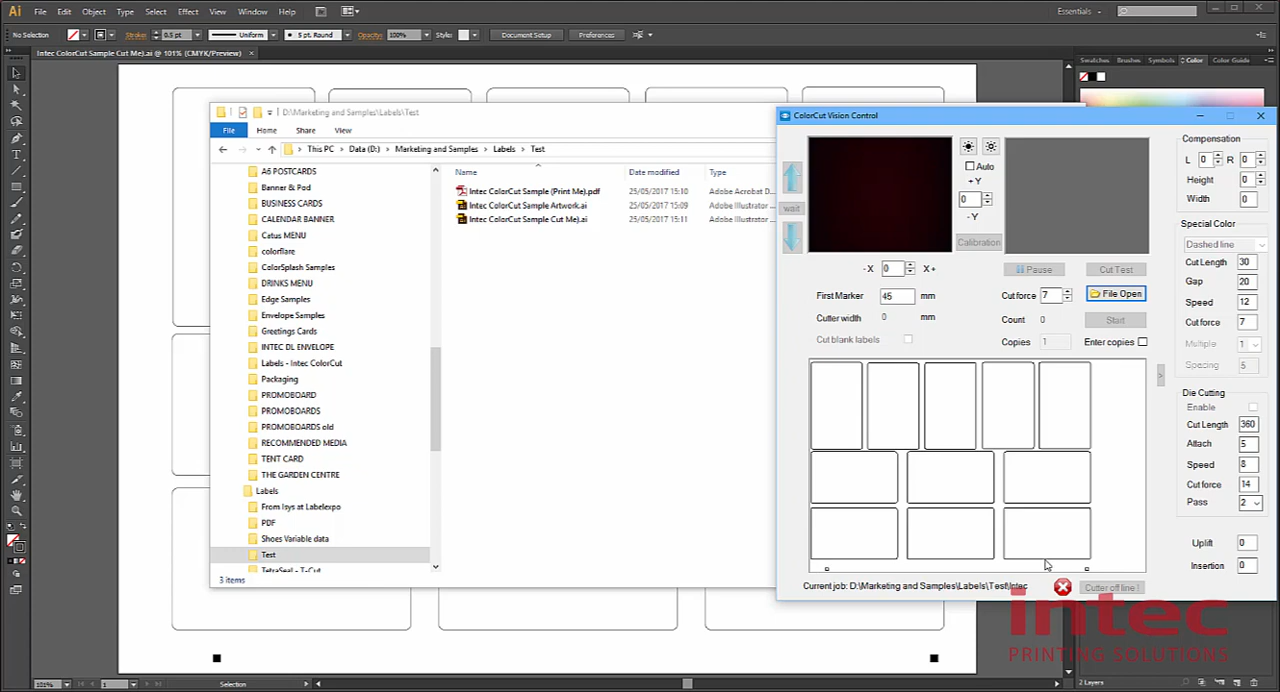 Ai File Edit Object Type Select Effect View Window Help Essentials
No Selection Stroke: 0.5 pt Uniform 5 pt. Round Opacity: 100% Style: Document Setup Preferences
Intec ColorCut Sample Cut Me).ai @ 101% (CMYK/Preview) ×
Swatches Brushes Symbols Color Color Guide
D:\Marketing and Samples\Labels\Test
File Home Share View
This PC > Data (D:) > Marketing and Samples > Labels > Test
Name Date modified Type
Intec ColorCut Sample (Print Me).pdf 25/05/2017 15:10 Adobe Acrobat D...
Intec ColorCut Sample Artwork.ai 25/05/2017 15:09 Adobe Illustrator ...
Intec ColorCut Sample Cut Me).ai 25/05/2017 15:11 Adobe Illustrator ...
A6 POSTCARDS
Banner & Pod
BUSINESS CARDS
CALENDAR BANNER
Catus MENU
colorflare
ColorSplash Samples
DRINKS MENU
Edge Samples
Envelope Samples
Greetings Cards
INTEC DL ENVELOPE
Labels - Intec ColorCut
Packaging
PROMOBOARD
PROMOBOARDS
PROMOBOARDS old
RECOMMENDED MEDIA
TENT CARD
THE GARDEN CENTRE
Labels
From Isys at Labelexpo
PDF
Shoes Variable data
Test
TetraSeal - T-Cut
3 items
ColorCut Vision Control
wait
Auto
+ Y
0
- Y
Calibration
- X 0 X +
Pause Cut Test
First Marker 45 mm
Cut force 7 File Open
Cutter width 0 mm
Count 0 Start
Cut blank labels
Copies 1 Enter copies
Compensation
L 0 R 0
Height 0
Width 0
Special Color
Dashed line
Cut Length 30
Gap 20
Speed 12
Cut force 7
Multiple 1
Spacing 5
>
Die Cutting
Enable
Cut Length 360
Attach 5
Speed 8
Cut force 14
Pass 2
Uplift 0
Insertion 0
Current job: D:\Marketing and Samples\Labels\Test\Intec
Cutter off line !
intec
PRINTING SOLUTIONS
101% 1 Selection
2 Layers